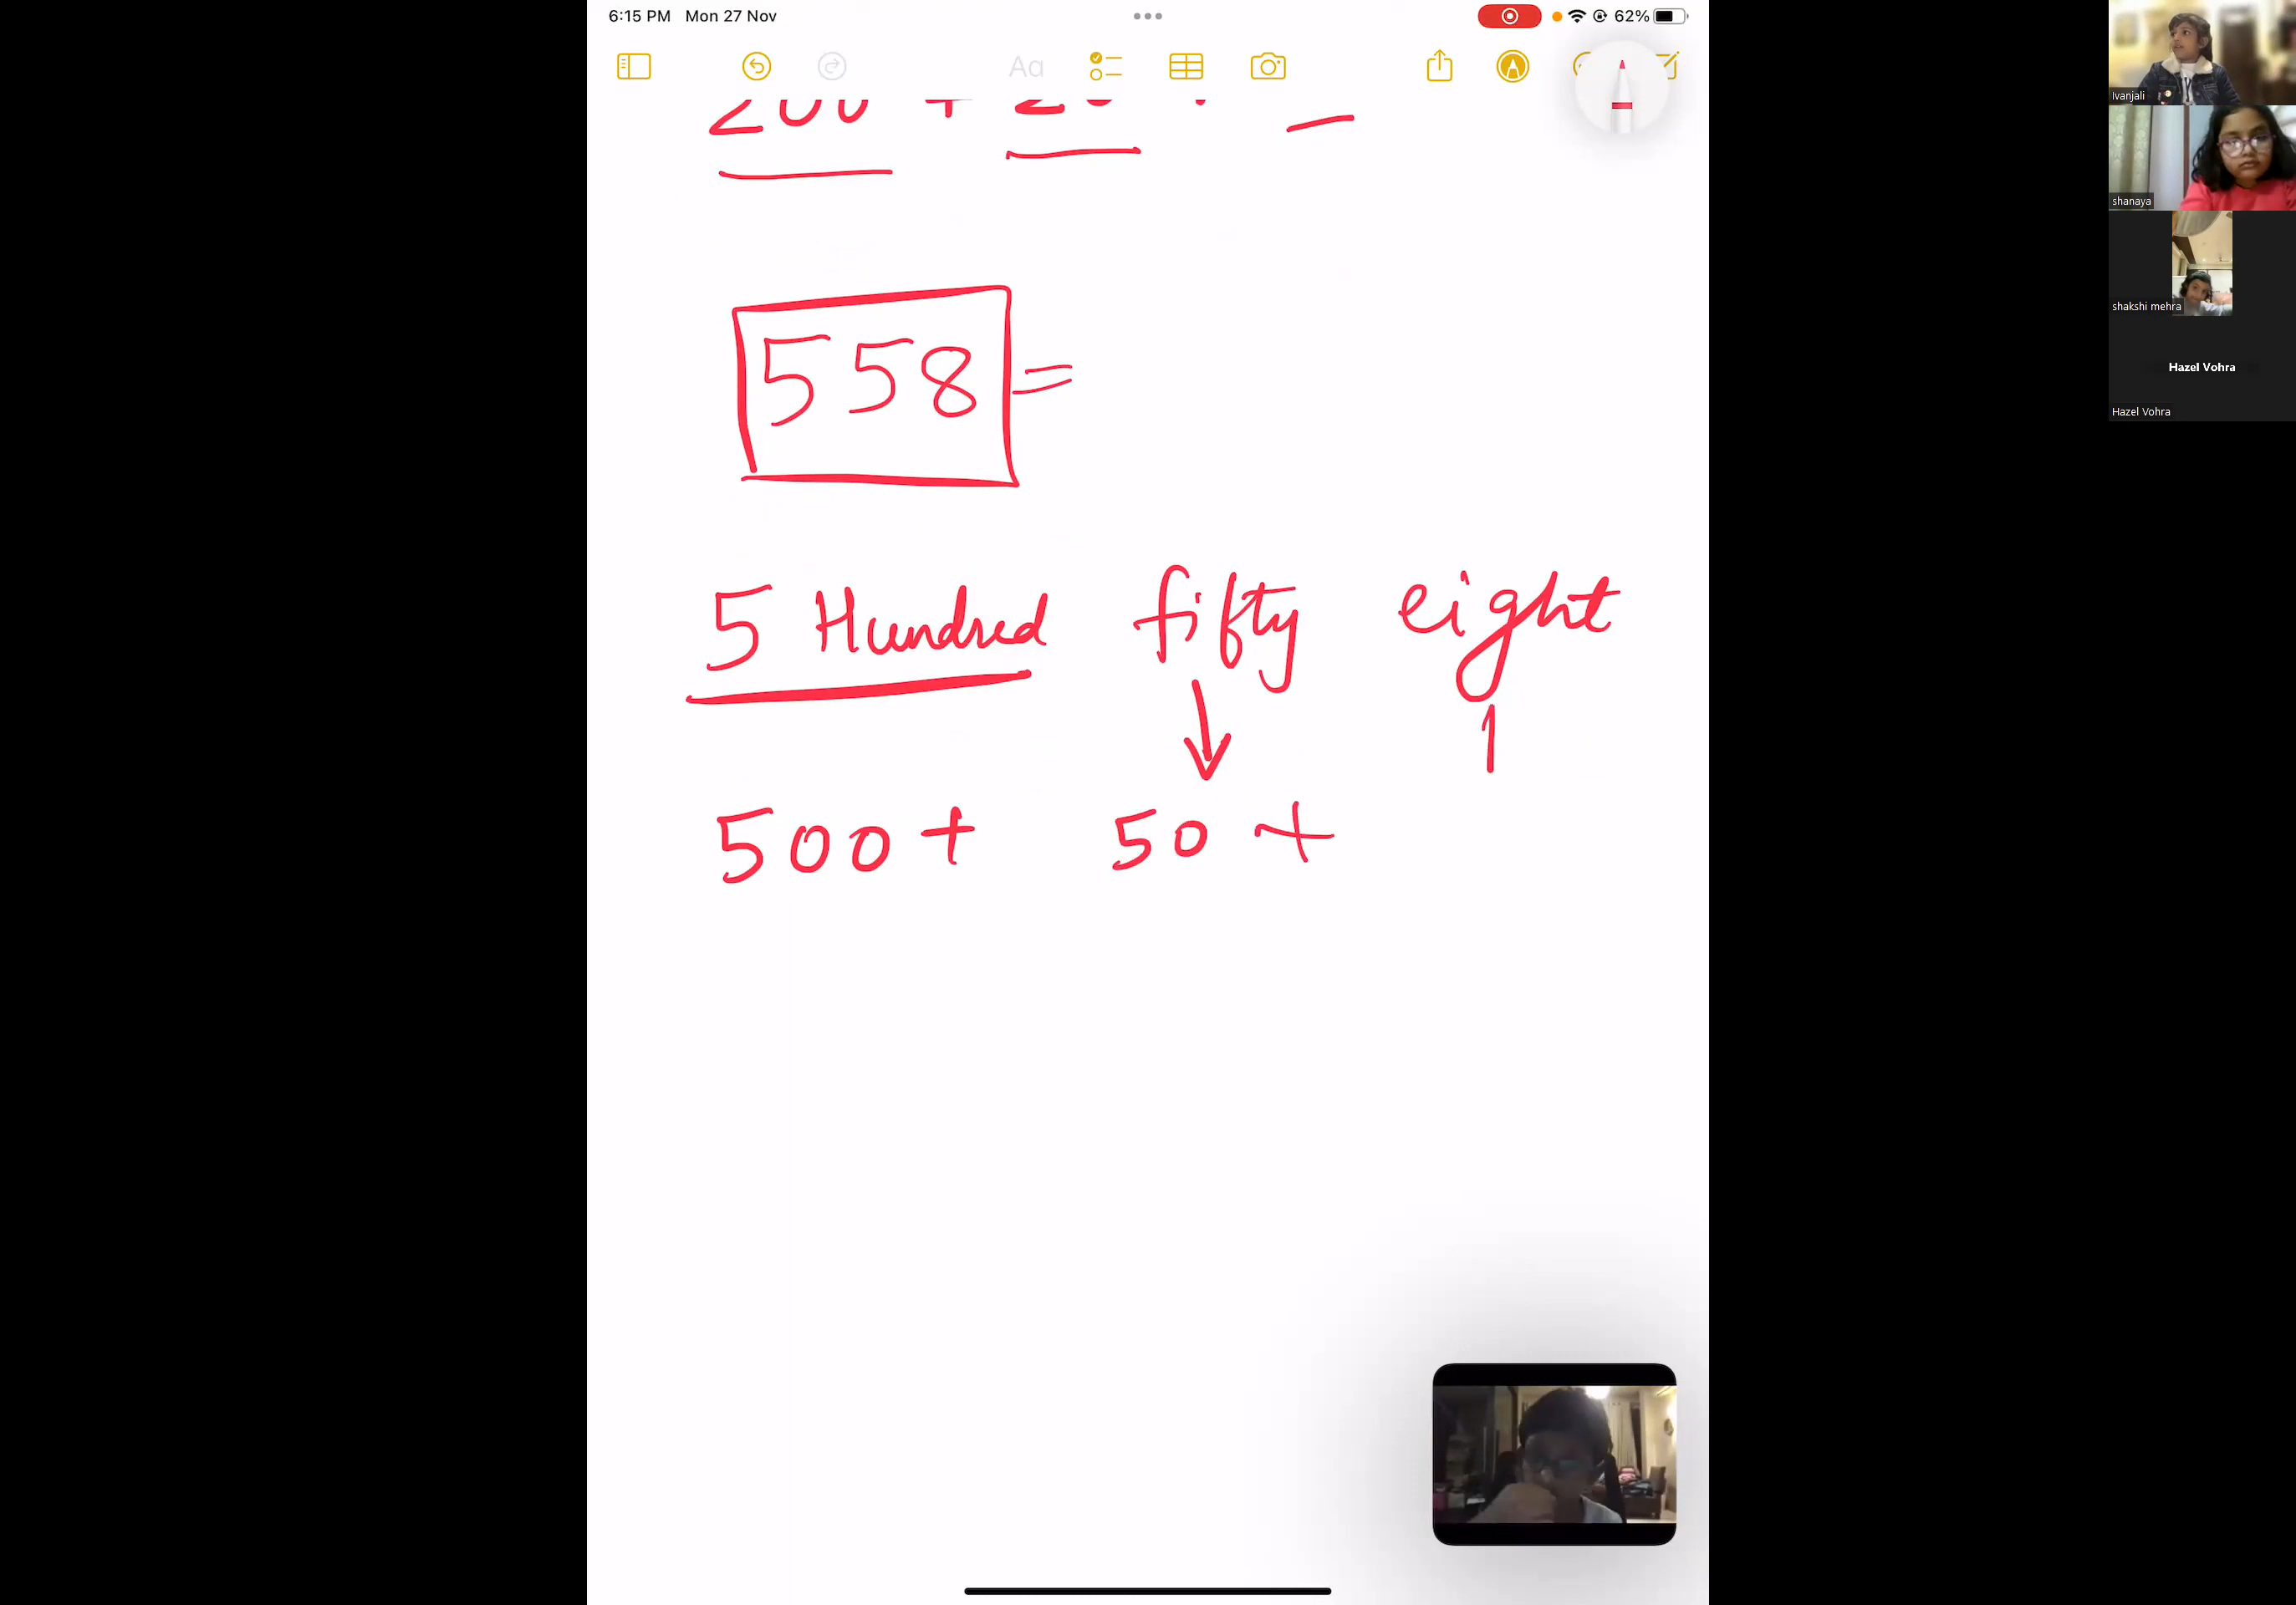 6:15 PM Mon 27 Nov
62%
Aa
200 +
558 =
5 Hundred fifty eight
500 + 50 +
Ivanjali
shanaya
shakshi mehra
Hazel Vohra
Hazel Vohra